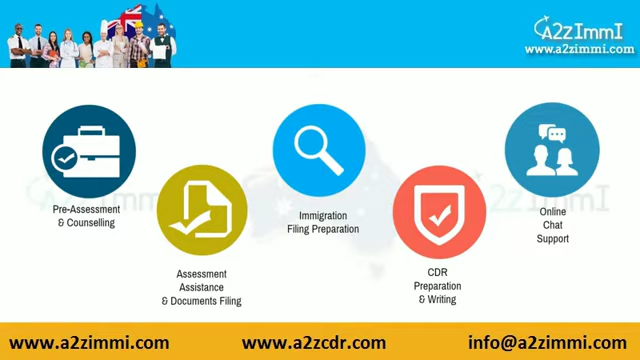 A2ZImmI
www.a2zimmi.com
Pre-Assessment
& Counselling
Assessment
Assistance
& Documents Filing
Immigration
Filing Preparation
CDR
Preparation
& Writing
Online
Chat
Support
A2ZImmI
www.a2zimmi.com
www.a2zcdr.com
info@a2zimmi.com